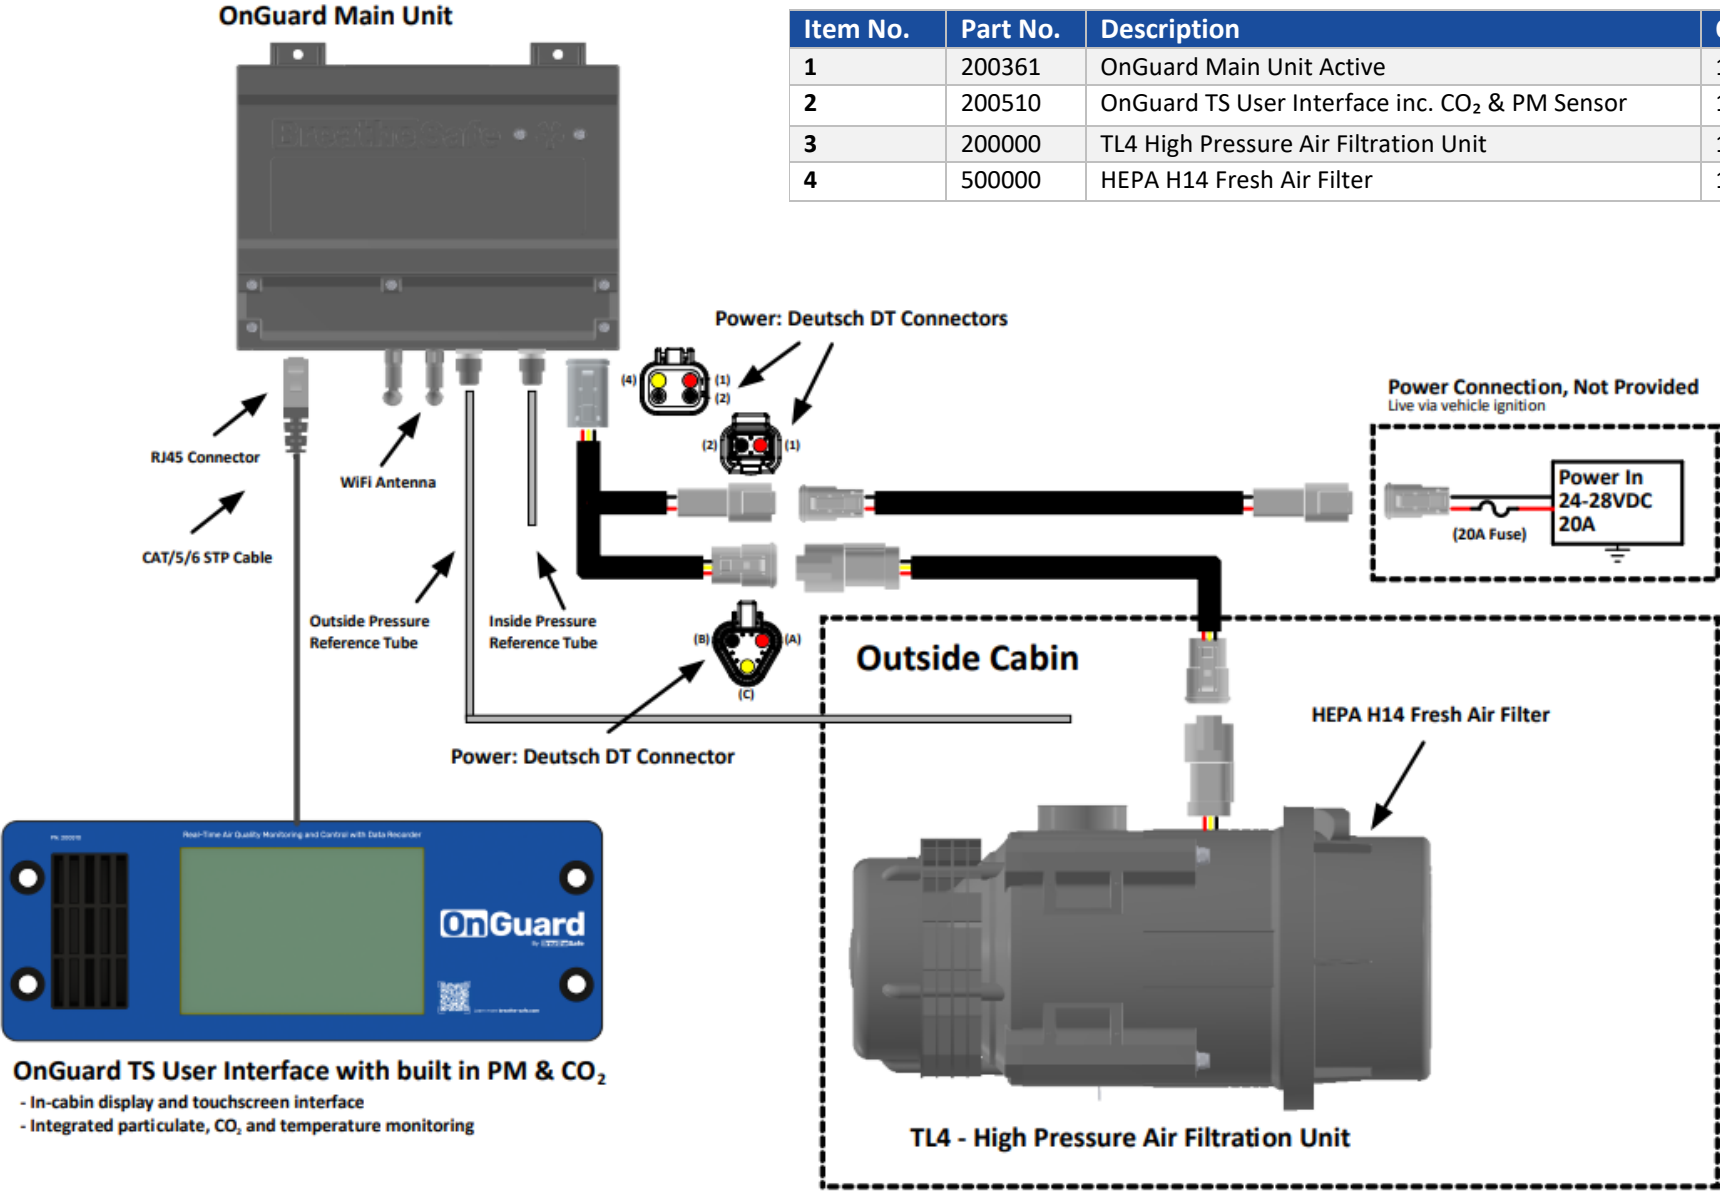 OnGuard Main Unit
Item No. Part No. Description
1 200361 OnGuard Main Unit Active
2 200510 OnGuard TS User Interface inc. CO₂ & PM Sensor
3 200000 TL4 High Pressure Air Filtration Unit
4 500000 HEPA H14 Fresh Air Filter
BreatheSafe
Power: Deutsch DT Connectors
(4) (1)
(2)
(2) (1)
Power Connection, Not Provided
Live via vehicle ignition
Power In
24-28VDC
20A
(20A Fuse)
RJ45 Connector
WiFi Antenna
CAT/5/6 STP Cable
Outside Pressure
Reference Tube
Inside Pressure
Reference Tube
(B) (A)
(C)
Outside Cabin
HEPA H14 Fresh Air Filter
Power: Deutsch DT Connector
Real-Time Air Quality Monitoring and Control with Data Recorder
OnGuard
By BreatheSafe
OnGuard TS User Interface with built in PM & CO₂
- In-cabin display and touchscreen interface
- Integrated particulate, CO₂ and temperature monitoring
TL4 - High Pressure Air Filtration Unit